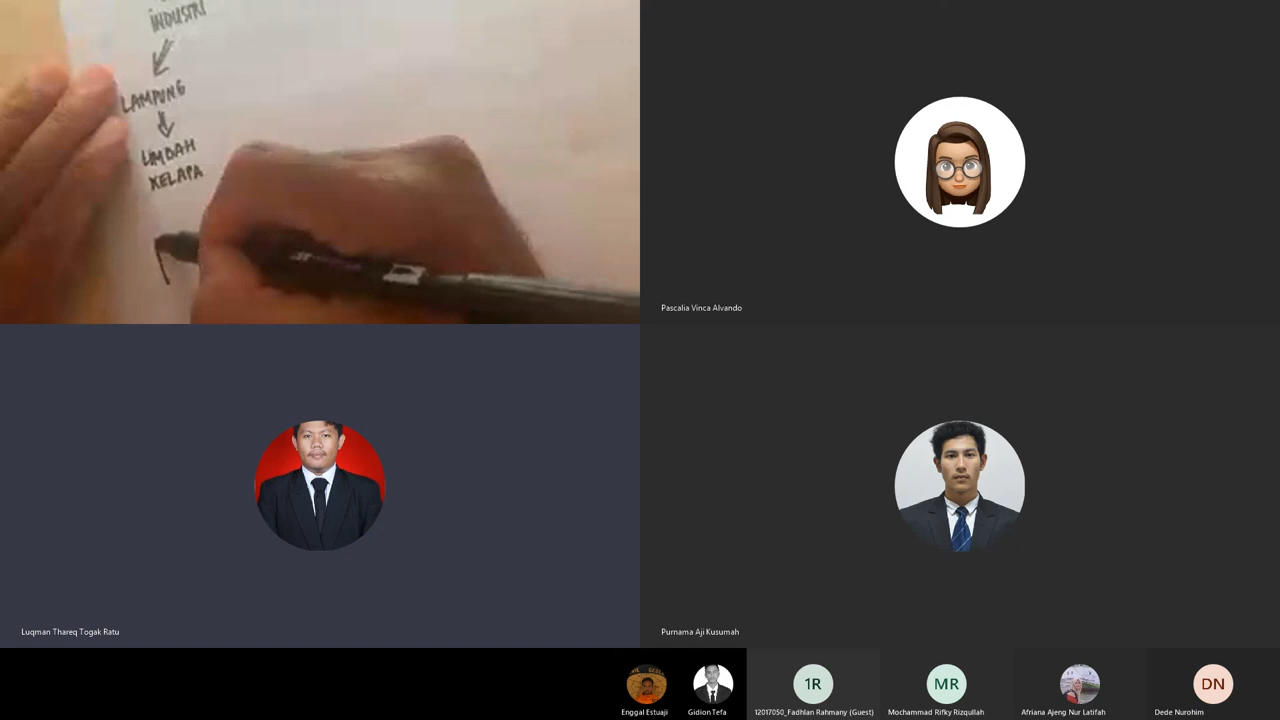 INDUSTRI
LAMPUNG
LIMBAH
KELAPA
Pascalia Vinca Alvando
Luqman Thareq Togak Ratu
Purnama Aji Kusumah
1R
MR
DN
Enggal Estuaji
Gidion Tefa
12017050_Fadhlan Rahmany (Guest)
Mochammad Rifky Rizqullah
Afriana Ajeng Nur Latifah
Dede Nurohim